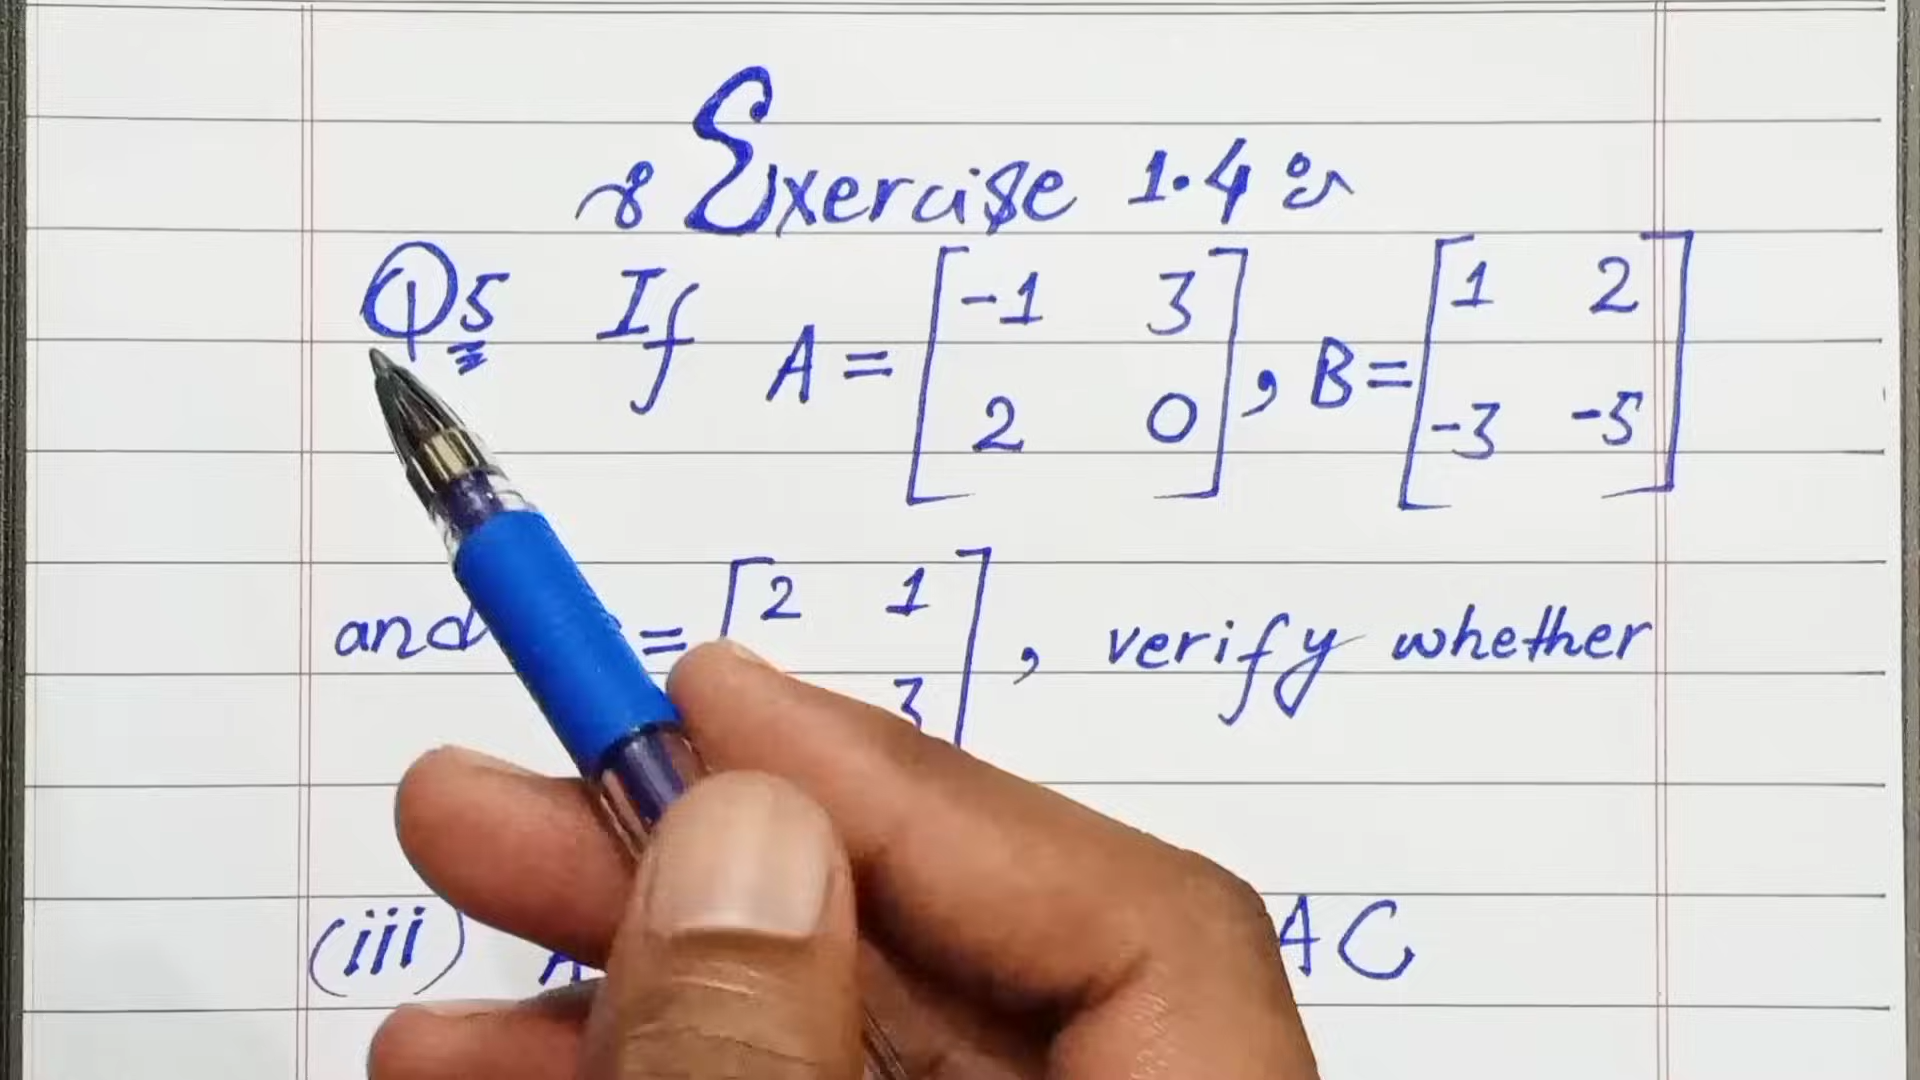 Exercise 1.4
Q5 If A = [-1 3
2 0], B = [1 2
-3 -5]
and = [2 1
3], verify whether
(iii) A AC